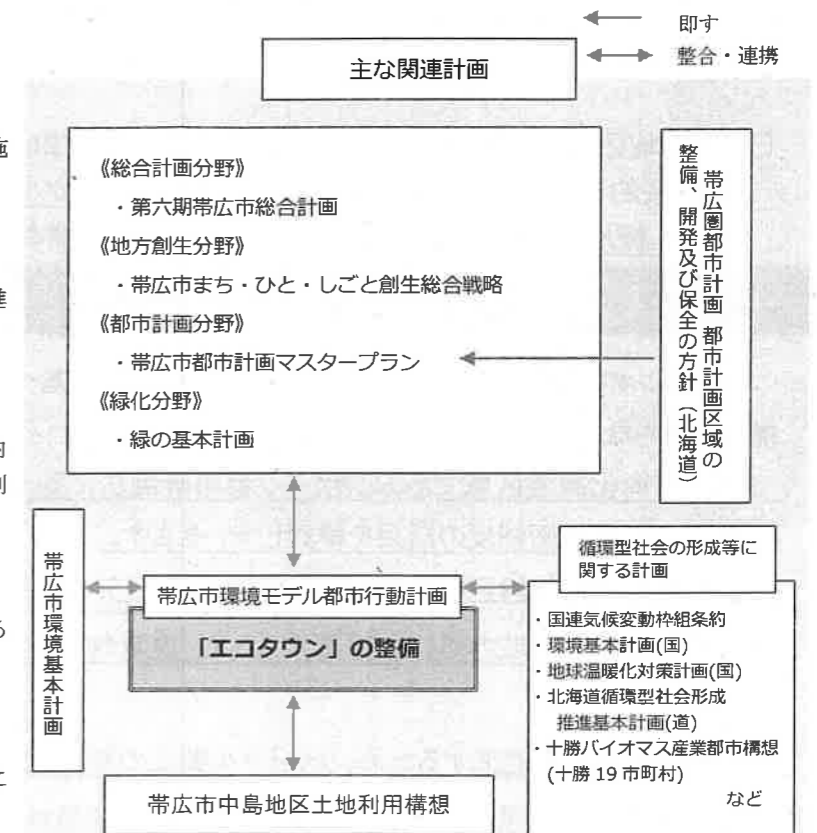 即す
整合・連携
主な関連計画
施
《総合計画分野》
・第六期帯広市総合計画
《地方創生分野》
・帯広市まち・ひと・しごと創生総合戦略
《都市計画分野》
・帯広市都市計画マスタープラン
《緑化分野》
・緑の基本計画
帯広圏都市計画 都市計画区域の
整備、開発及び保全の方針（北海道）
帯広市環境基本計画
帯広市環境モデル都市行動計画
「エコタウン」の整備
循環型社会の形成等に
関する計画
・国連気候変動枠組条約
・環境基本計画(国)
・地球温暖化対策計画(国)
・北海道循環型社会形成
推進基本計画(道)
・十勝バイオマス産業都市構想
(十勝 19 市町村)
など
帯広市中島地区土地利用構想